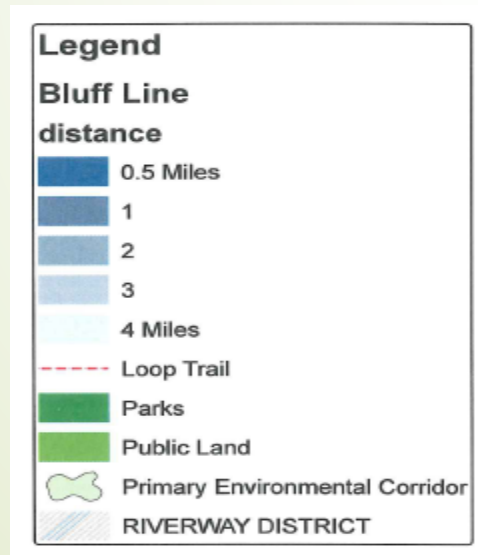 Legend
Bluff Line
distance
0.5 Miles
1
2
3
4 Miles
Loop Trail
Parks
Public Land
Primary Environmental Corridor
RIVERWAY DISTRICT